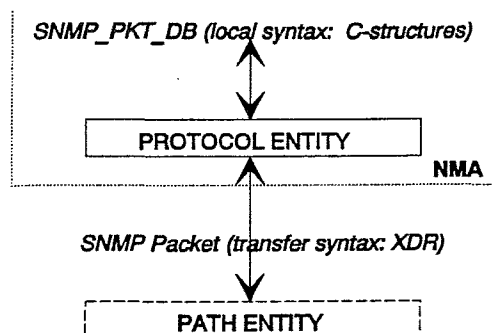 SNMP_PKT_DB (local syntax: C-structures)
PROTOCOL ENTITY
NMA
SNMP Packet (transfer syntax: XDR)
PATH ENTITY